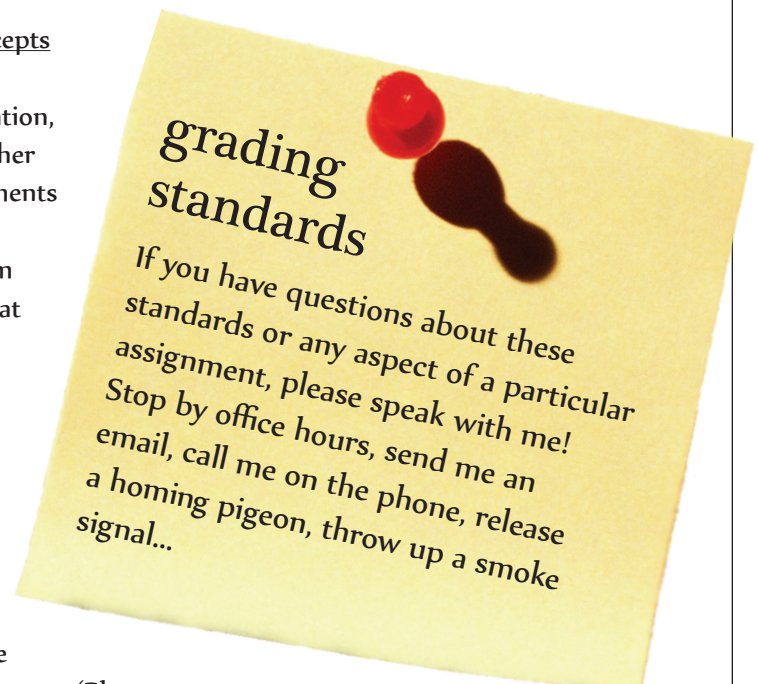 cepts
tion,
her
nents
m
at
grading
standards
If you have questions about these
standards or any aspect of a particular
assignment, please speak with me!
Stop by office hours, send me an
email, call me on the phone, release
a homing pigeon, throw up a smoke
signal...
e